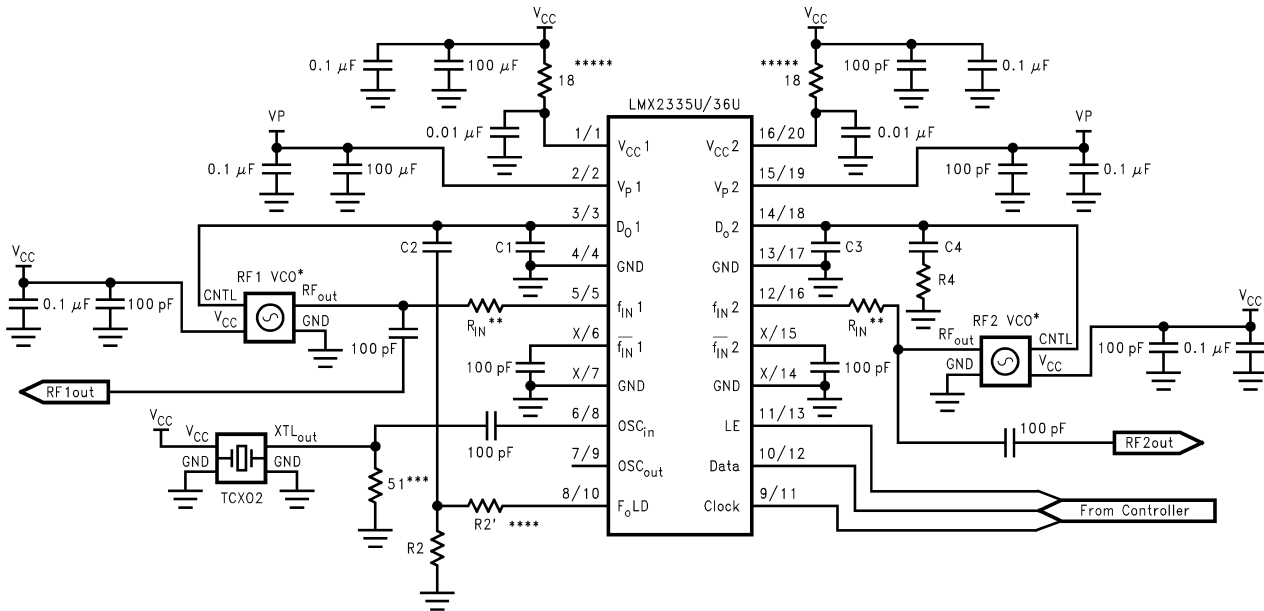 V_CC
V_CC
0.1 μF
100 μF
18
*****
*****
18
100 pF
0.1 μF
LMX2335U/36U
VP
0.01 μF
1/1
V_CC 1
16/20
V_CC 2
0.01 μF
VP
0.1 μF
100 μF
2/2
V_P 1
15/19
V_P 2
100 pF
0.1 μF
3/3
D_O 1
14/18
D_o 2
C2
C1
4/4
GND
13/17
GND
C3
C4
R4
V_CC
RF1 VCO*
CNTL
RF_out
V_CC
GND
0.1 μF
100 pF
5/5
f_IN 1
12/16
f_IN 2
R_IN **
R_IN **
V_CC
RF2 VCO*
RF_out
CNTL
GND
V_CC
100 pF
X/6
f_IN 1
X/15
f_IN 2
100 pF
0.1 μF
100 pF
100 pF
RF1out
X/7
GND
X/14
GND
V_CC
V_CC
XTL_out
GND
GND
TCXO2
6/8
OSC_in
11/13
LE
100 pF
100 pF
RF2out
51***
7/9
OSC_out
10/12
Data
8/10
F_oLD
9/11
Clock
From Controller
R2' ****
R2